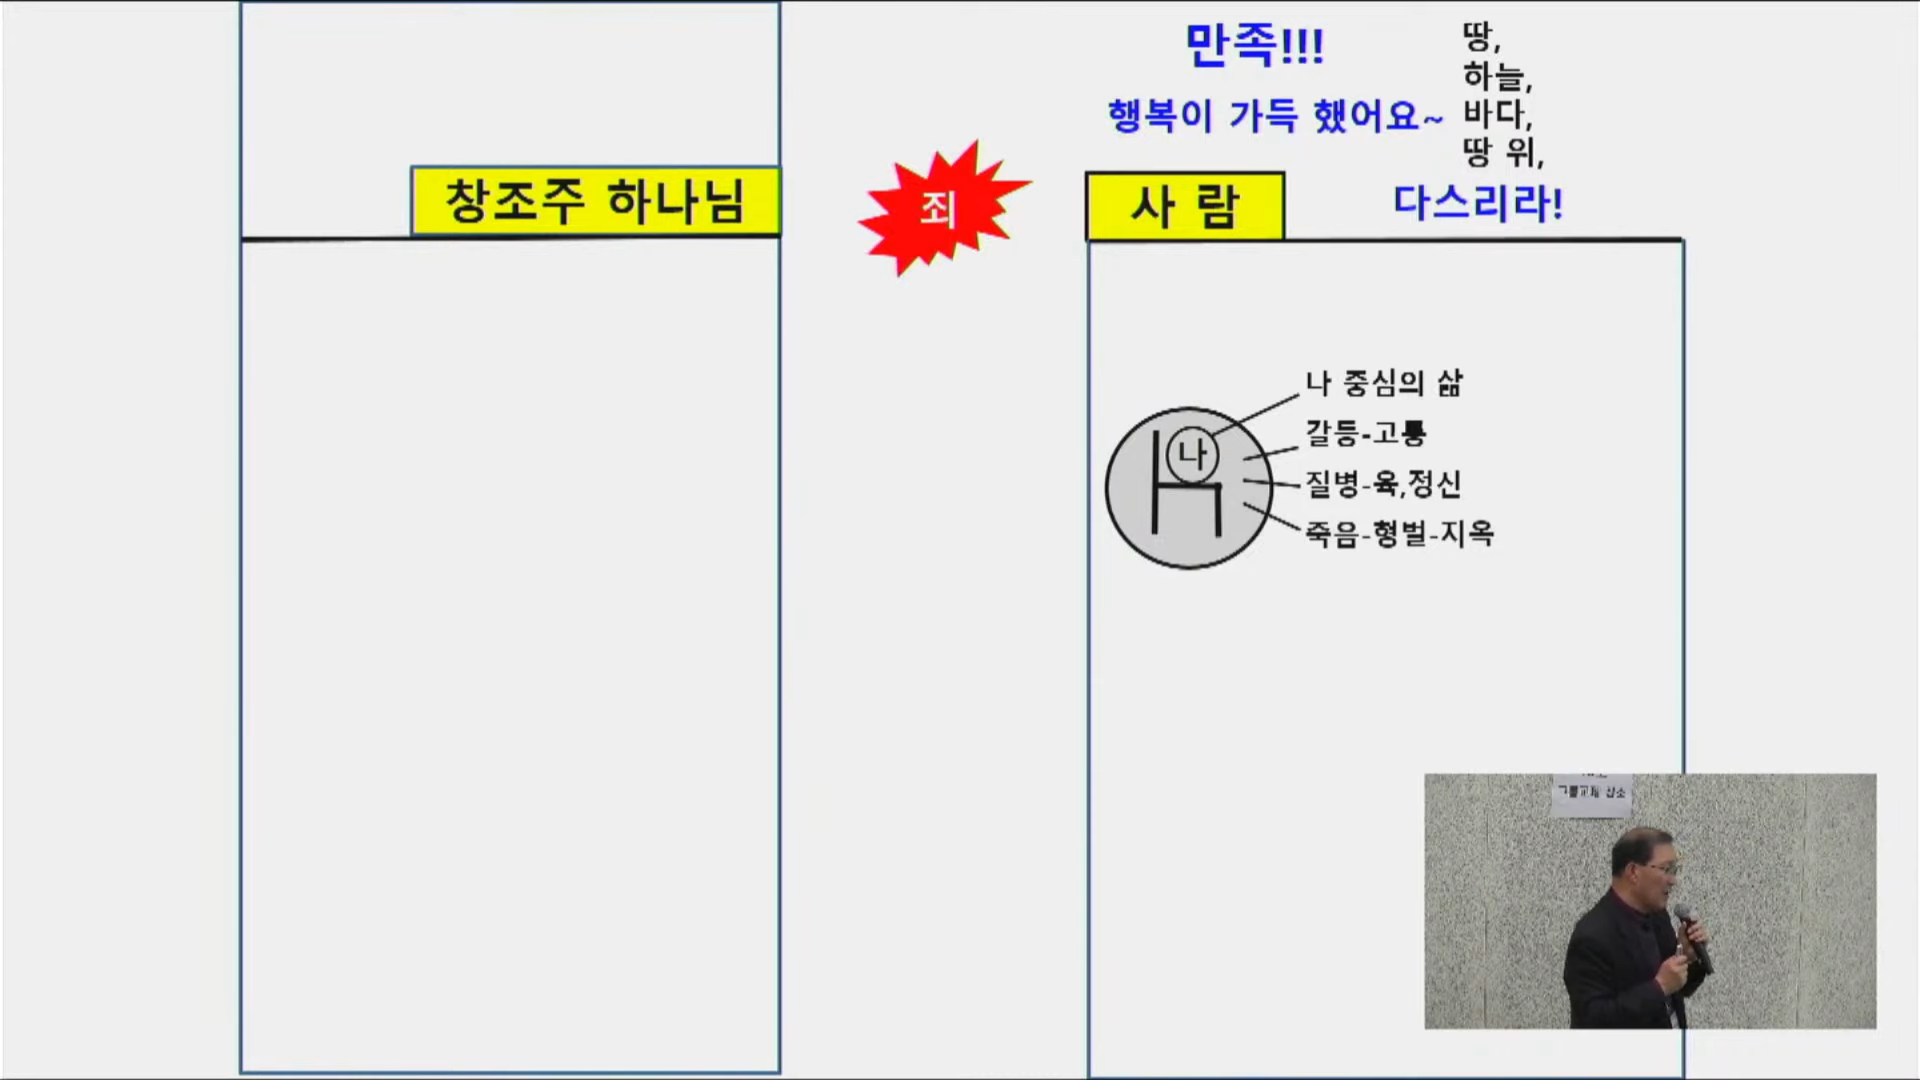 만족!!!
행복이 가득 했어요~
땅,
하늘,
바다,
땅 위,
다스리라!
창조주 하나님
죄
사 람
나 중심의 삶
갈등-고통
질병-육,정신
죽음-형벌-지옥
나